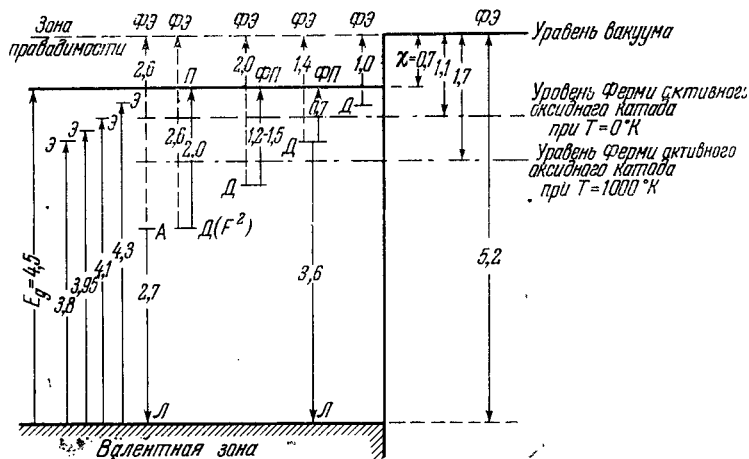 Зона
правадимости
ФЭ ФЭ ФЭ ФЭ ФЭ ФЭ
Уровень вакуума
2,6 П 2,0 ФП 1,4 ФП 1,0 ϰ=0,7 1,1 1,7
Э Э Э Э
2,6 2,0 1,2-1,5 0,7 Д
Уровень Ферми активного
оксидного катода
при T=0°К
Д Д
Уровень Ферми активного
оксидного катода
при T=1000°К
А Д(F²)
Eg=4,5 3,8 3,95 4,1 4,3 2,7 3,6 5,2
Л Л
Валентная зона